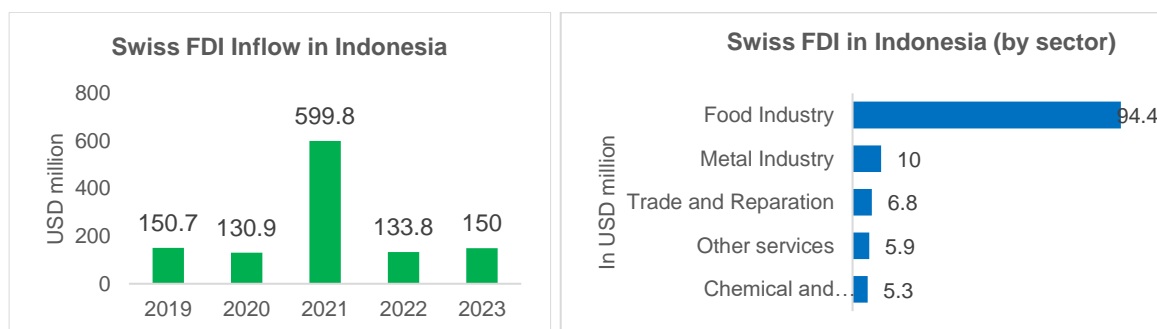 Swiss FDI Inflow in Indonesia
USD million
800
600
400
200
0
150.7
130.9
599.8
133.8
150
2019
2020
2021
2022
2023
Swiss FDI in Indonesia (by sector)
In USD million
Food Industry
94.4
Metal Industry
10
Trade and Reparation
6.8
Other services
5.9
Chemical and…
5.3